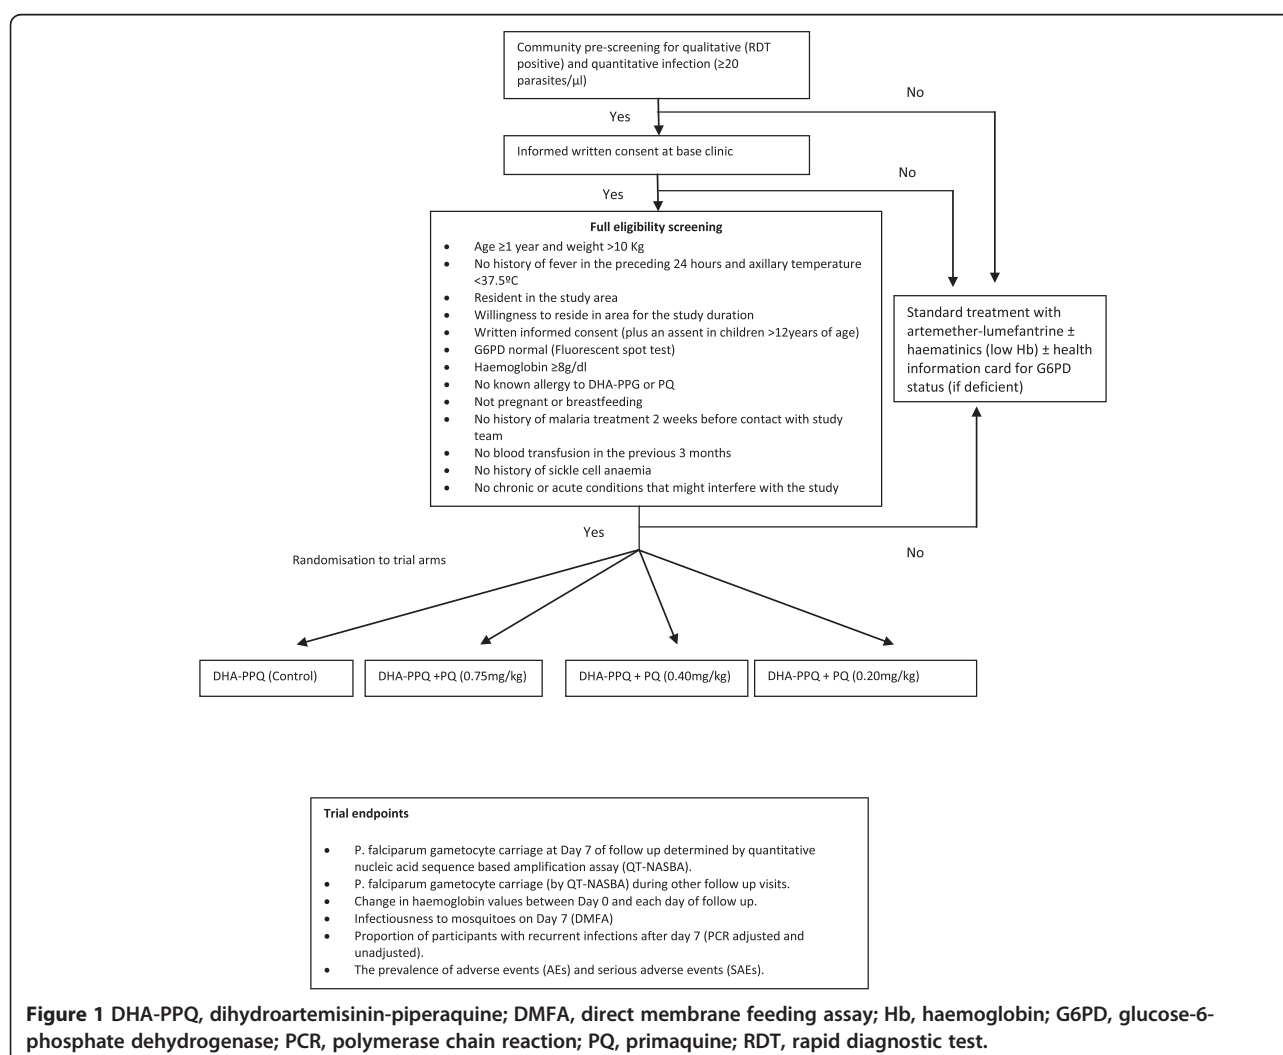 Community pre-screening for qualitative (RDT
positive) and quantitative infection (≥20
parasites/µl)
No
Yes
Informed written consent at base clinic
No
Yes
Full eligibility screening
• Age ≥1 year and weight >10 Kg
• No history of fever in the preceding 24 hours and axillary temperature
<37.5ºC
• Resident in the study area
• Willingness to reside in area for the study duration
• Written informed consent (plus an assent in children >12years of age)
• G6PD normal (Fluorescent spot test)
• Haemoglobin ≥8g/dl
• No known allergy to DHA-PPG or PQ
• Not pregnant or breastfeeding
• No history of malaria treatment 2 weeks before contact with study
team
• No blood transfusion in the previous 3 months
• No history of sickle cell anaemia
• No chronic or acute conditions that might interfere with the study
Standard treatment with
artemether-lumefantrine ±
haematinics (low Hb) ± health
information card for G6PD
status (if deficient)
Yes
No
Randomisation to trial arms
DHA-PPQ (Control)
DHA-PPQ +PQ (0.75mg/kg)
DHA-PPQ + PQ (0.40mg/kg)
DHA-PPQ + PQ (0.20mg/kg)
Trial endpoints
• P. falciparum gametocyte carriage at Day 7 of follow up determined by quantitative
nucleic acid sequence based amplification assay (QT-NASBA).
• P. falciparum gametocyte carriage (by QT-NASBA) during other follow up visits.
• Change in haemoglobin values between Day 0 and each day of follow up.
• Infectiousness to mosquitoes on Day 7 (DMFA)
• Proportion of participants with recurrent infections after day 7 (PCR adjusted and
unadjusted).
• The prevalence of adverse events (AEs) and serious adverse events (SAEs).
Figure 1 DHA-PPQ, dihydroartemisinin-piperaquine; DMFA, direct membrane feeding assay; Hb, haemoglobin; G6PD, glucose-6-
phosphate dehydrogenase; PCR, polymerase chain reaction; PQ, primaquine; RDT, rapid diagnostic test.